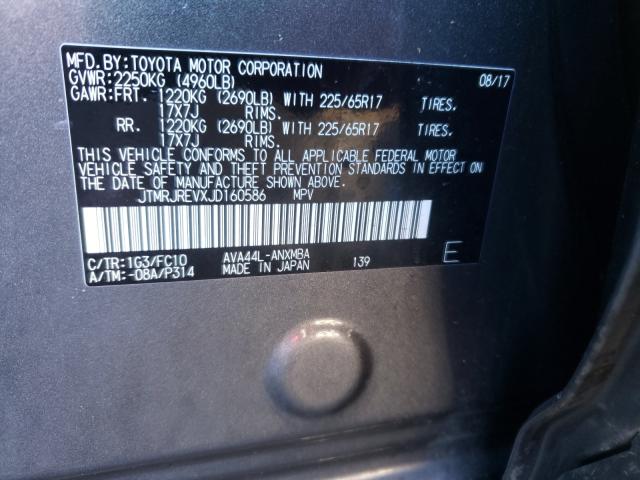 MFD.BY:TOYOTA MOTOR CORPORATION 08/17
GVWR:2250KG (4960LB)
GAWR:FRT. 1220KG (2690LB) WITH 225/65R17 TIRES.
17X7J RIMS.
RR. 1220KG (2690LB) WITH 225/65R17 TIRES.
17X7J RIMS.
THIS VEHICLE CONFORMS TO ALL APPLICABLE FEDERAL MOTOR
VEHICLE SAFETY AND THEFT PREVENTION STANDARDS IN EFFECT ON
THE DATE OF MANUFACTURE SHOWN ABOVE.
JTMRJREVXJD160586 MPV
C/TR:1G3/FC10 AVA44L-ANXMBA 139 E
A/TM:-08A/P314 MADE IN JAPAN